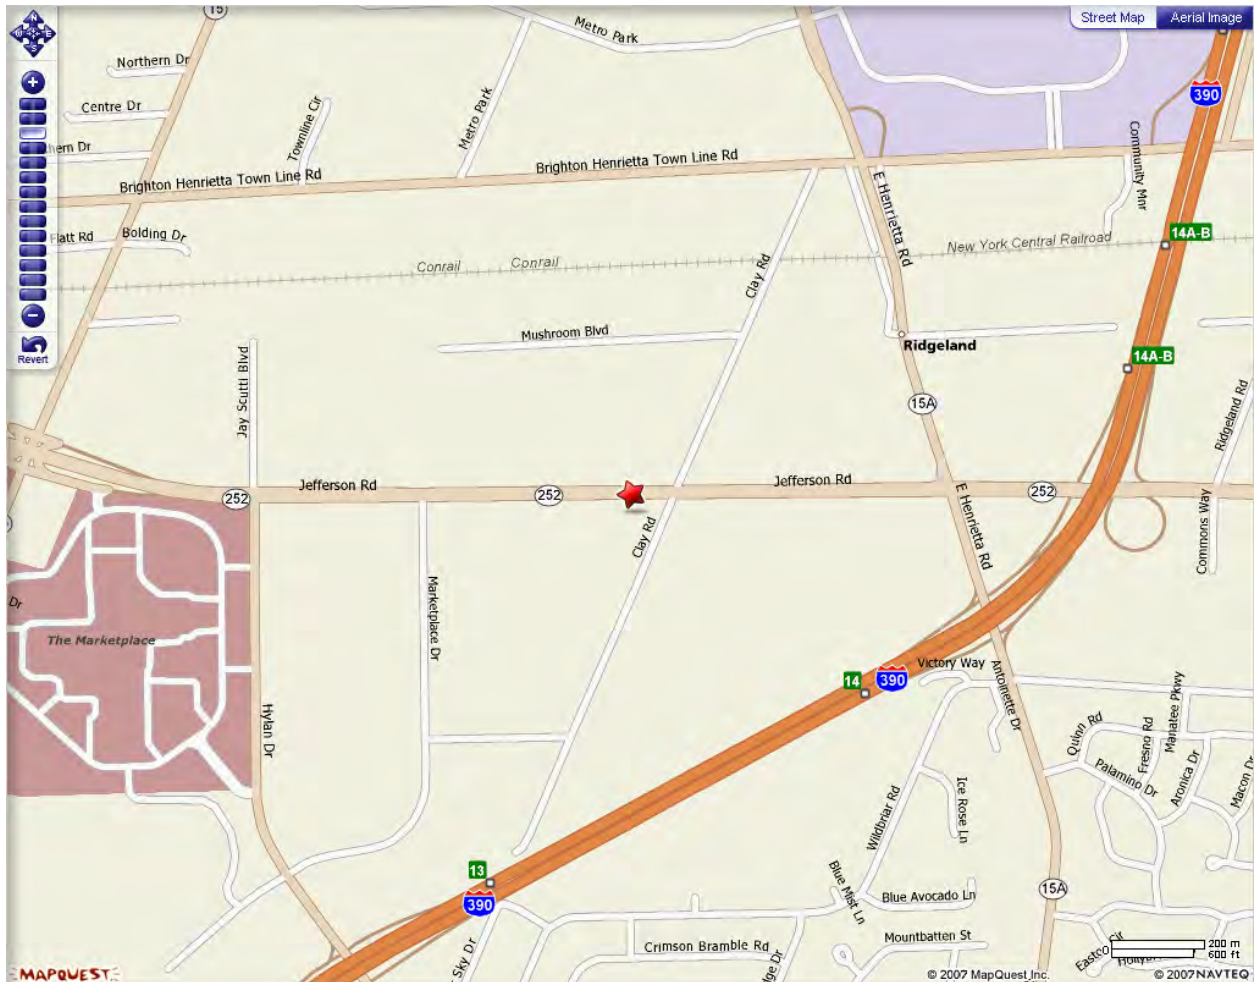 15
Metro Park
Street Map
Aerial Image
N
W
E
S
Northern Dr
390
Centre Dr
Townline Cir
Metro Park
hern Dr
Community Mnr
Brighton Henrietta Town Line Rd
Brighton Henrietta Town Line Rd
E Henrietta Rd
Flatt Rd
Bolding Dr
14A-B
New York Central Railroad
Conrail
Conrail
Clay Rd
Mushroom Blvd
Ridgeland
Revert
14A-B
Jay Scutti Blvd
15A
Ridgeland Rd
Jefferson Rd
Jefferson Rd
252
252
252
E Henrietta Rd
Clay Rd
Commons Way
Marketplace Dr
Dr
The Marketplace
Victory Way
14
390
Antoinette Dr
Manatee Pkwy
Hylan Dr
Quinn Rd
Fresno Rd
Palamino Dr
Aronica Dr
Macon Dr
Wildbriar Rd
Ice Rose Ln
13
390
Blue Mist Ln
Blue Avocado Ln
15A
Sky Dr
Crimson Bramble Rd
dge Dr
Mountbatten St
Eastco Cir
200 m
600 ft
MAPQUEST
© 2007 MapQuest Inc.
© 2007 NAVTEQ